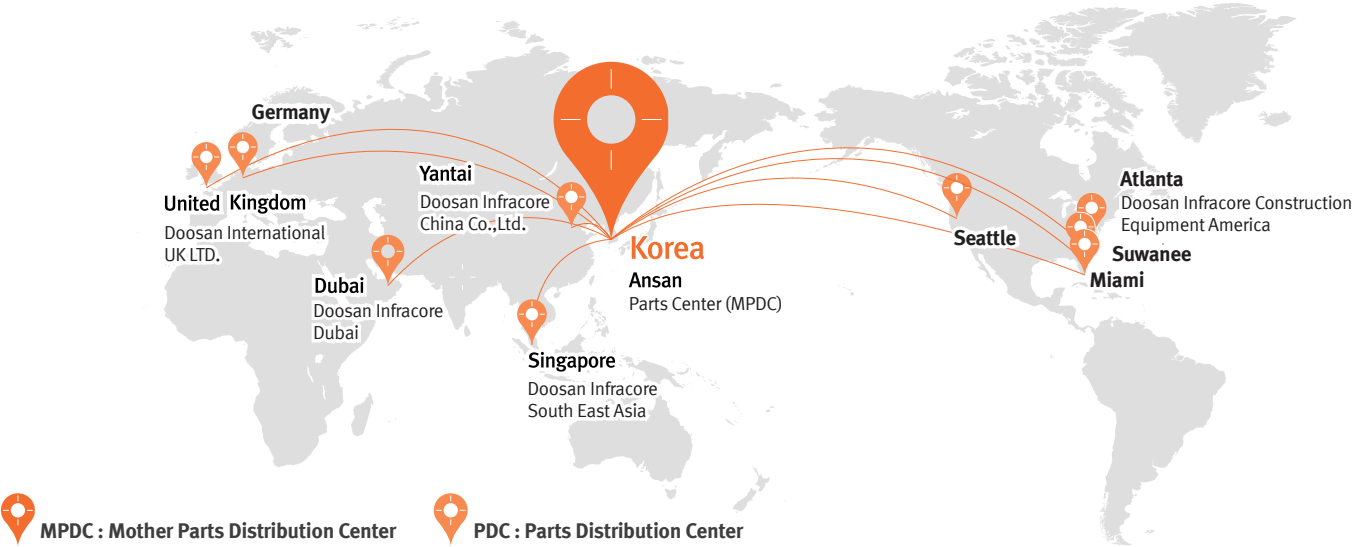 Germany
United Kingdom
Doosan International
UK LTD.
Dubai
Doosan Infracore
Dubai
Yantai
Doosan Infracore
China Co.,Ltd.
Korea
Ansan
Parts Center (MPDC)
Singapore
Doosan Infracore
South East Asia
Seattle
Atlanta
Doosan Infracore Construction
Equipment America
Suwanee
Miami
MPDC : Mother Parts Distribution Center
PDC : Parts Distribution Center